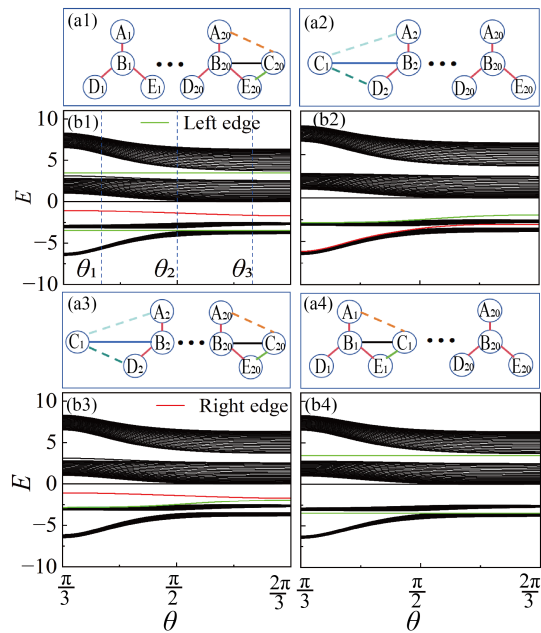 (a1) A₁ B₁ D₁ E₁ ••• A₂₀ B₂₀ C₂₀ D₂₀ E₂₀
(a2) C₁ A₂ B₂ D₂ ••• A₂₀ B₂₀ D₂₀ E₂₀
(b1) Left edge
10
5
0
−5
−10
E
θ₁ θ₂ θ₃
(b2)
(a3) C₁ A₂ B₂ D₂ ••• A₂₀ B₂₀ C₂₀ E₂₀
(a4) A₁ B₁ C₁ D₁ E₁ ••• A₂₀ B₂₀ D₂₀ E₂₀
(b3) Right edge
10
5
0
−5
−10
E
(b4)
π/3 π/2 2π/3
θ
π/3 π/2 2π/3
θ